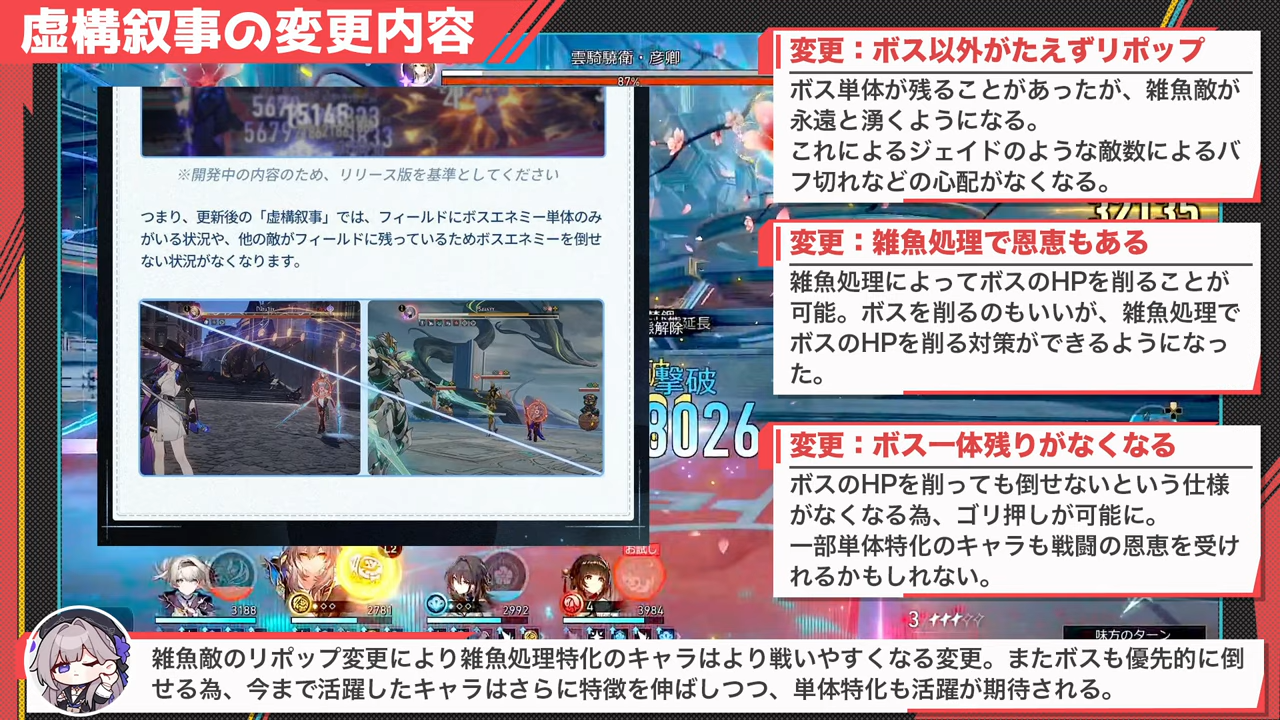 虚構叙事の変更内容
雲騎驍衛・彦卿
87%
※開発中の内容のため、リリース版を基準としてください
つまり、更新後の「虚構叙事」では、フィールドにボスエネミー単体のみ
がいる状況や、他の敵がフィールドに残っているためボスエネミーを倒せ
ない状況がなくなります。
変更：ボス以外がたえずリポップ
ボス単体が残ることがあったが、雑魚敵が
永遠と湧くようになる。
これによるジェイドのような敵数によるバ
フ切れなどの心配がなくなる。
32135
変更：雑魚処理で恩恵もある
雑魚処理によってボスのHPを削ることが
可能。ボスを削るのもいいが、雑魚処理で
ボスのHPを削る対策ができるようになっ
た。
延長
解除
撃破
8026
変更：ボス一体残りがなくなる
ボスのHPを削っても倒せないという仕様
がなくなる為、ゴリ押しが可能に。
一部単体特化のキャラも戦闘の恩恵を受け
れるかもしれない。
お試し
3188
2781
2992
4
3984
3
味方のターン
雑魚敵のリポップ変更により雑魚処理特化のキャラはより戦いやすくなる変更。またボスも優先的に倒
せる為、今まで活躍したキャラはさらに特徴を伸ばしつつ、単体特化も活躍が期待される。